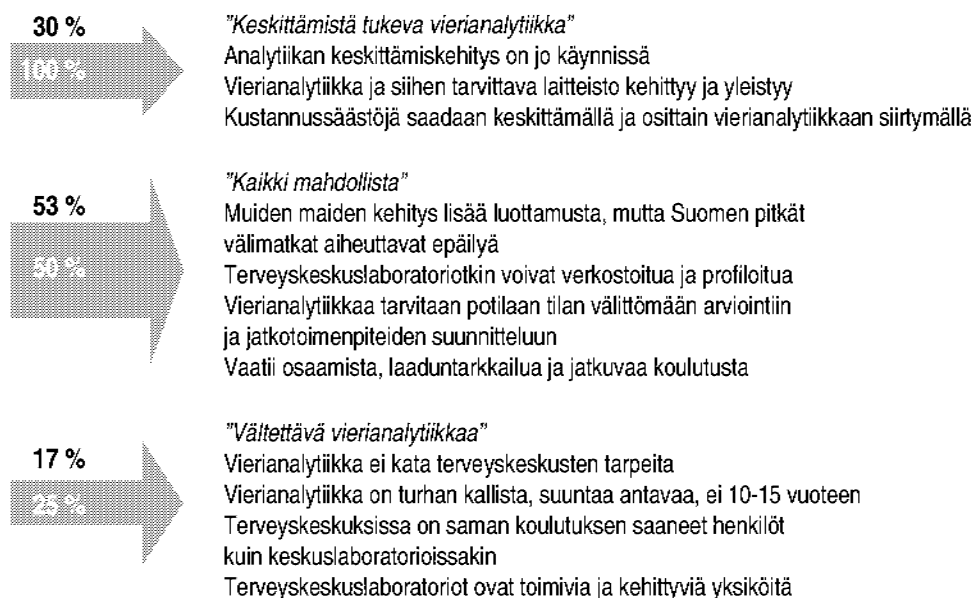 30 %
100 %
"Keskittämistä tukeva vierianalytiikka"
Analytiikan keskittämiskehitys on jo käynnissä
Vierianalytiikka ja siihen tarvittava laitteisto kehittyy ja yleistyy
Kustannussäästöjä saadaan keskittämällä ja osittain vierianalytiikkaan siirtymällä
53 %
50 %
"Kaikki mahdollista"
Muiden maiden kehitys lisää luottamusta, mutta Suomen pitkät
välimatkat aiheuttavat epäilyä
Terveyskeskuslaboratoriotkin voivat verkostoitua ja profiloitua
Vierianalytiikkaa tarvitaan potilaan tilan välittömään arviointiin
ja jatkotoimenpiteiden suunnitteluun
Vaatii osaamista, laaduntarkkailua ja jatkuvaa koulutusta
17 %
25 %
"Vältettävä vierianalytiikkaa"
Vierianalytiikka ei kata terveyskeskusten tarpeita
Vierianalytiikka on turhan kallista, suuntaa antavaa, ei 10-15 vuoteen
Terveyskeskuksissa on saman koulutuksen saaneet henkilöt
kuin keskuslaboratorioissakin
Terveyskeskuslaboratoriot ovat toimivia ja kehittyviä yksiköitä